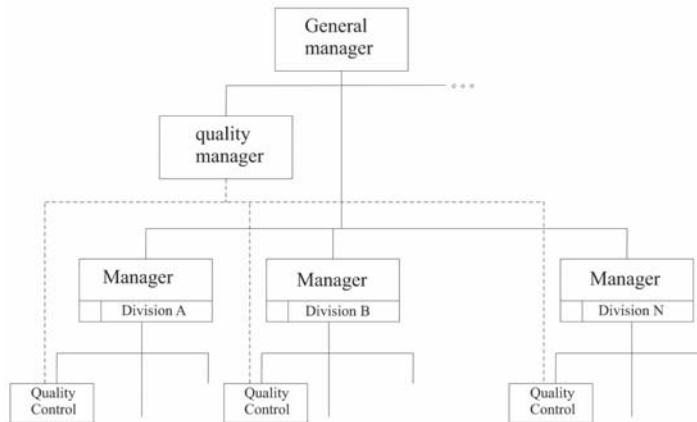 General
manager
quality
manager
Manager
Division A
Manager
Division B
Manager
Division N
Quality
Control
Quality
Control
Quality
Control